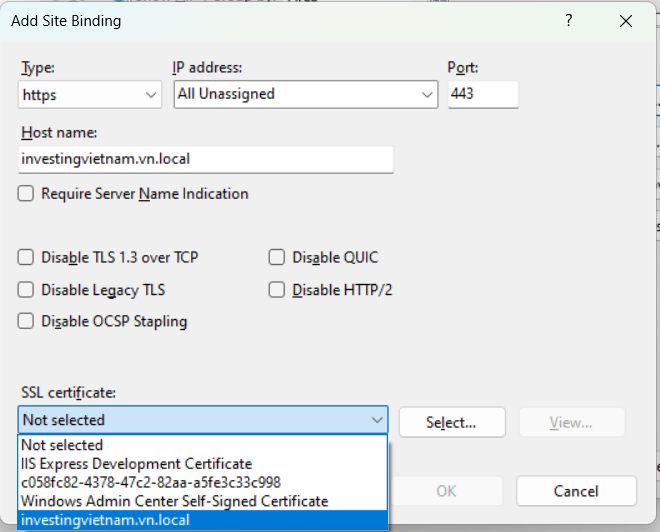 Add Site Binding ? ×
Type: IP address: Port:
https All Unassigned 443
Host name:
investingvietnam.vn.local
Require Server Name Indication
Disable TLS 1.3 over TCP Disable QUIC
Disable Legacy TLS Disable HTTP/2
Disable OCSP Stapling
SSL certificate:
Not selected Select... View...
Not selected
IIS Express Development Certificate
c058fc82-4378-47c2-82aa-a5fe3c33c998
Windows Admin Center Self-Signed Certificate
OK Cancel
investingvietnam.vn.local